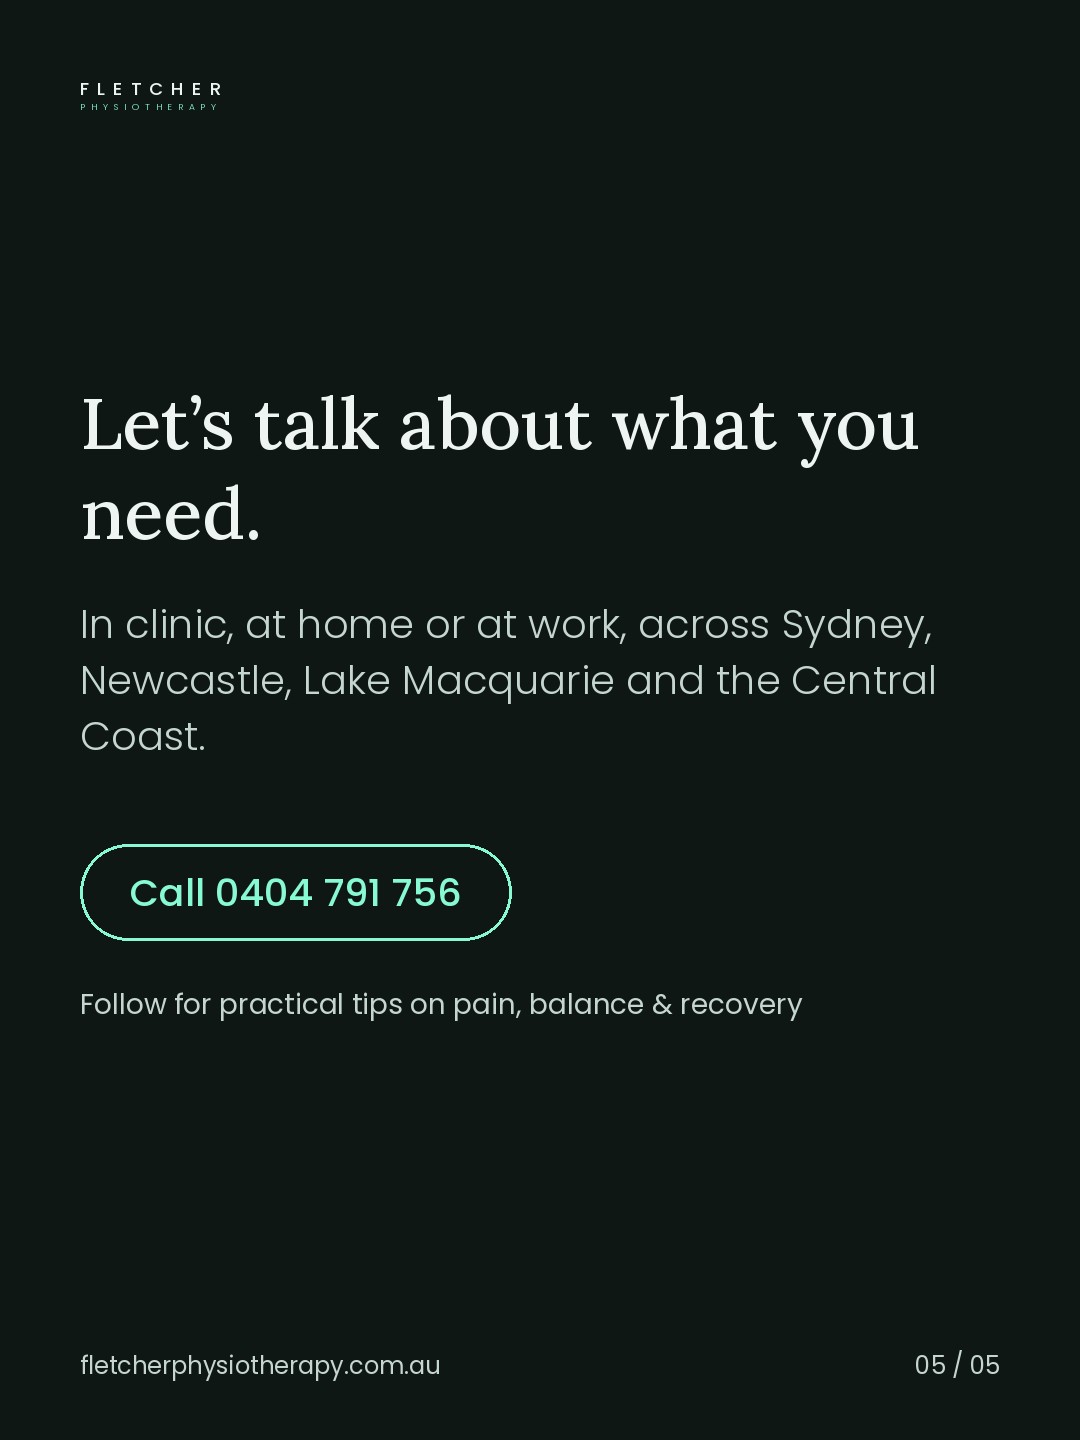 FLETCHER
PHYSIOTHERAPY
Let’s talk about what you
need.
In clinic, at home or at work, across Sydney,
Newcastle, Lake Macquarie and the Central
Coast.
Call 0404 791 756
Follow for practical tips on pain, balance & recovery
fletcherphysiotherapy.com.au
05 / 05